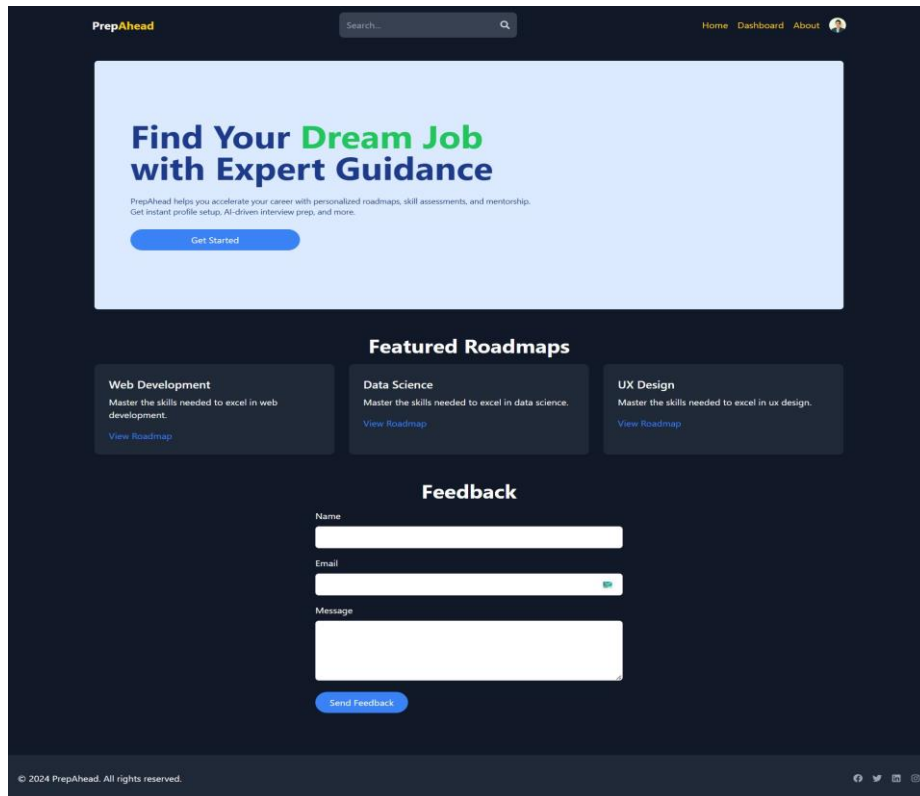 PrepAhead
Search...
Home Dashboard About
Find Your Dream Job
with Expert Guidance
PrepAhead helps you accelerate your career with personalized roadmaps, skill assessments, and mentorship.
Get instant profile setup, AI-driven interview prep, and more.
Get Started
Featured Roadmaps
Web Development
Master the skills needed to excel in web
development.
View Roadmap
Data Science
Master the skills needed to excel in data science.
View Roadmap
UX Design
Master the skills needed to excel in ux design.
View Roadmap
Feedback
Name
Email
Message
Send Feedback
© 2024 PrepAhead. All rights reserved.